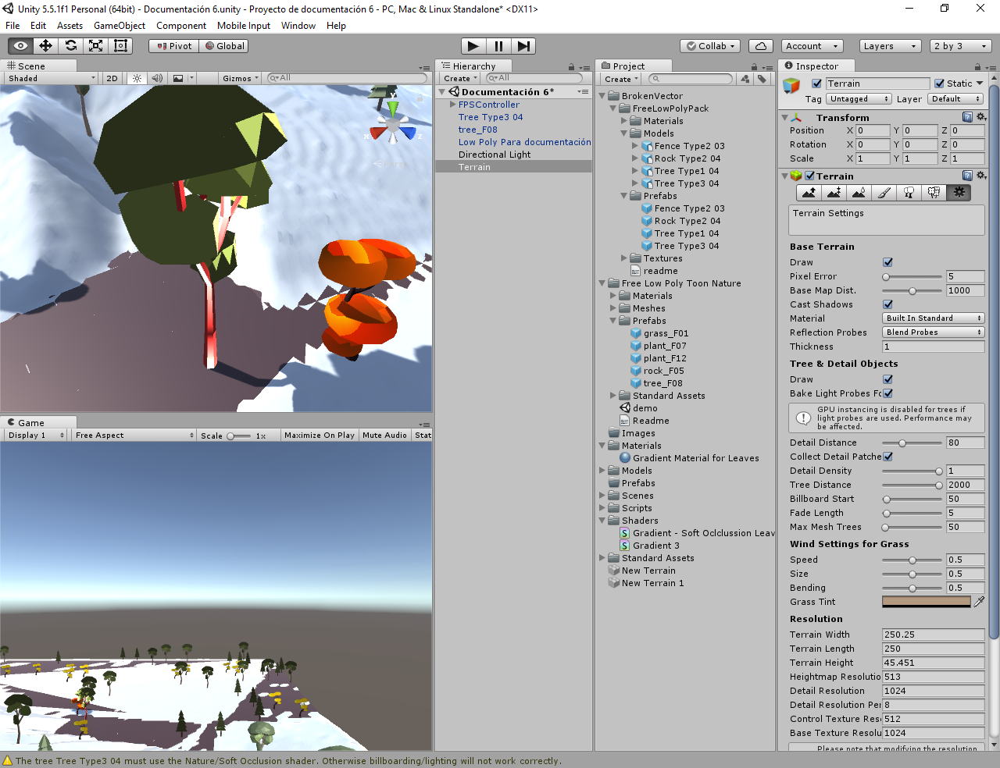 Unity 5.5.1f1 Personal (64bit) - Documentación 6.unity - Proyecto de documentación 6 - PC, Mac & Linux Standalone* <DX11>
File Edit Assets GameObject Component Mobile Input Window Help
Pivot Global Collab Account Layers 2 by 3
Scene
Shaded 2D Gizmos All
X Z
Persp
Game
Display 1 Free Aspect Scale 1x Maximize On Play Mute Audio Stat
Hierarchy
Create All
Documentación 6*
FPSController
Tree Type3 04
tree_F08
Low Poly Para documentación
Directional Light
Terrain
Project
Create
BrokenVector
FreeLowPolyPack
Materials
Models
Fence Type2 03
Rock Type2 04
Tree Type1 04
Tree Type3 04
Prefabs
Fence Type2 03
Rock Type2 04
Tree Type1 04
Tree Type3 04
Textures
readme
Free Low Poly Toon Nature
Materials
Meshes
Prefabs
grass_F01
plant_F07
plant_F12
rock_F05
tree_F08
Standard Assets
demo
Readme
Images
Materials
Gradient Material for Leaves
Models
Prefabs
Scenes
Scripts
Shaders
Gradient - Soft Oclclussion Leav
Gradient 3
Standard Assets
New Terrain
New Terrain 1
Inspector
Terrain Static
Tag Untagged Layer Default
Transform
Position X 0 Y 0 Z 0
Rotation X 0 Y 0 Z 0
Scale X 1 Y 1 Z 1
Terrain
Terrain Settings
Base Terrain
Draw
Pixel Error 5
Base Map Dist. 1000
Cast Shadows
Material Built In Standard
Reflection Probes Blend Probes
Thickness 1
Tree & Detail Objects
Draw
Bake Light Probes Fo
GPU instancing is disabled for trees if
light probes are used. Performance may
be affected.
Detail Distance 80
Collect Detail Patche
Detail Density 1
Tree Distance 2000
Billboard Start 50
Fade Length 5
Max Mesh Trees 50
Wind Settings for Grass
Speed 0.5
Size 0.5
Bending 0.5
Grass Tint
Resolution
Terrain Width 250.25
Terrain Length 250
Terrain Height 45.451
Heightmap Resolutio 513
Detail Resolution 1024
Detail Resolution Per 8
Control Texture Reso 512
Base Texture Resolu 1024
Please note that modifying the resolution
The tree Tree Type3 04 must use the Nature/Soft Occlusion shader. Otherwise billboarding/lighting will not work correctly.